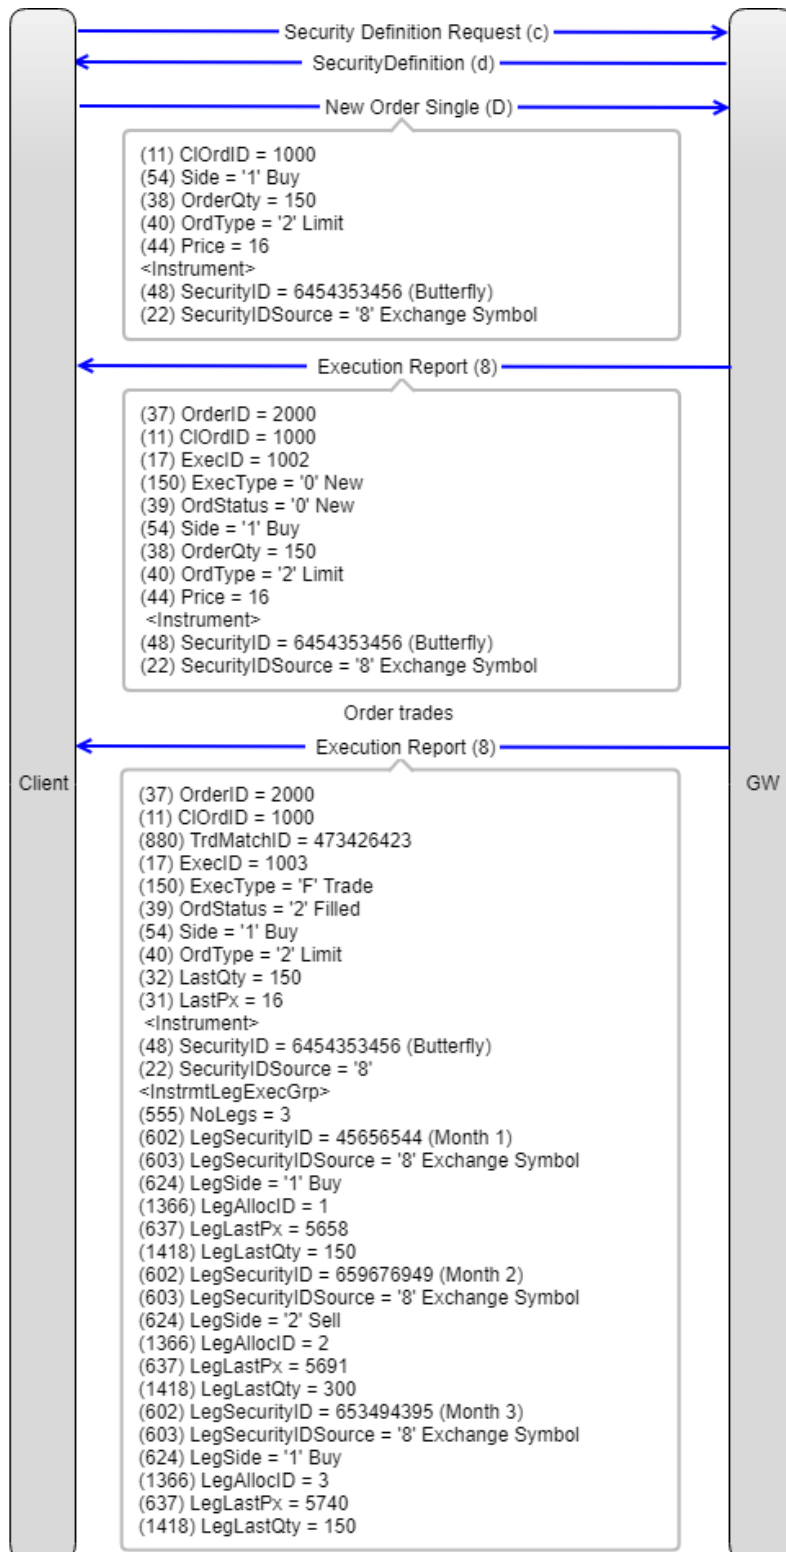 Security Definition Request (c)
SecurityDefinition (d)
New Order Single (D)
(11) ClOrdID = 1000
(54) Side = '1' Buy
(38) OrderQty = 150
(40) OrdType = '2' Limit
(44) Price = 16
<Instrument>
(48) SecurityID = 6454353456 (Butterfly)
(22) SecurityIDSource = '8' Exchange Symbol
Execution Report (8)
(37) OrderID = 2000
(11) ClOrdID = 1000
(17) ExecID = 1002
(150) ExecType = '0' New
(39) OrdStatus = '0' New
(54) Side = '1' Buy
(38) OrderQty = 150
(40) OrdType = '2' Limit
(44) Price = 16
<Instrument>
(48) SecurityID = 6454353456 (Butterfly)
(22) SecurityIDSource = '8' Exchange Symbol
Order trades
Execution Report (8)
Client
GW
(37) OrderID = 2000
(11) ClOrdID = 1000
(880) TrdMatchID = 473426423
(17) ExecID = 1003
(150) ExecType = 'F' Trade
(39) OrdStatus = '2' Filled
(54) Side = '1' Buy
(40) OrdType = '2' Limit
(32) LastQty = 150
(31) LastPx = 16
<Instrument>
(48) SecurityID = 6454353456 (Butterfly)
(22) SecurityIDSource = '8'
<InstrmtLegExecGrp>
(555) NoLegs = 3
(602) LegSecurityID = 45656544 (Month 1)
(603) LegSecurityIDSource = '8' Exchange Symbol
(624) LegSide = '1' Buy
(1366) LegAllocID = 1
(637) LegLastPx = 5658
(1418) LegLastQty = 150
(602) LegSecurityID = 659676949 (Month 2)
(603) LegSecurityIDSource = '8' Exchange Symbol
(624) LegSide = '2' Sell
(1366) LegAllocID = 2
(637) LegLastPx = 5691
(1418) LegLastQty = 300
(602) LegSecurityID = 653494395 (Month 3)
(603) LegSecurityIDSource = '8' Exchange Symbol
(624) LegSide = '1' Buy
(1366) LegAllocID = 3
(637) LegLastPx = 5740
(1418) LegLastQty = 150